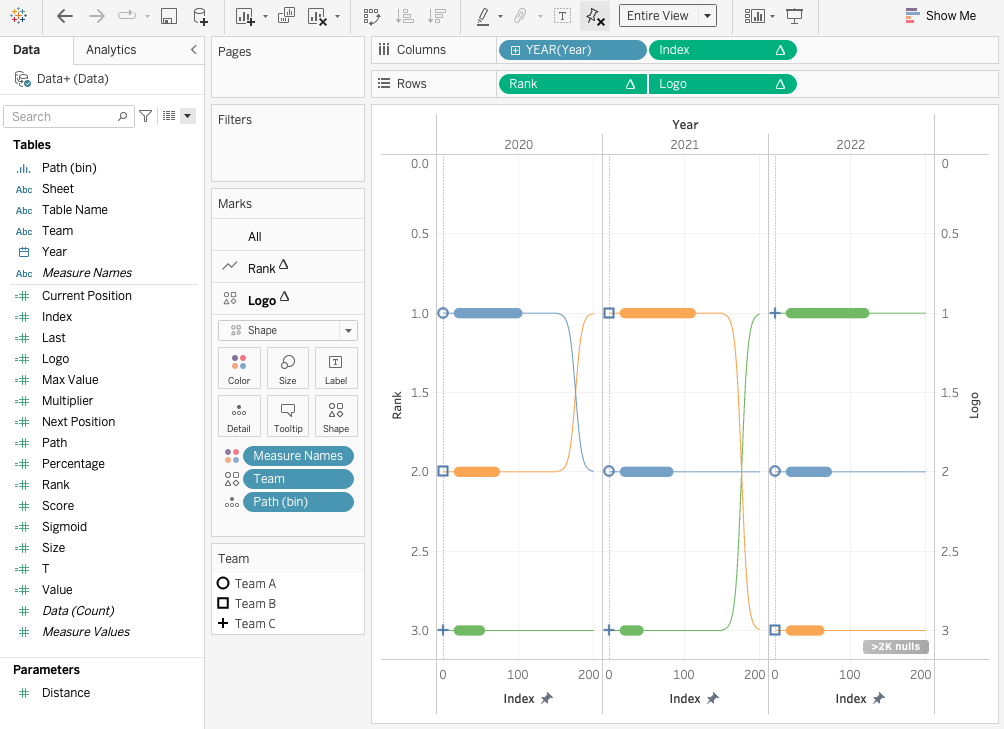 Entire View
Show Me
Data
Analytics
Data+ (Data)
Search
Tables
Path (bin)
Abc Sheet
Abc Table Name
Abc Team
Year
Abc Measure Names
Current Position
Index
Last
Logo
Max Value
Multiplier
Next Position
Path
Percentage
Rank
Score
Sigmoid
Size
T
Value
Data (Count)
Measure Values
Parameters
Distance
Pages
Filters
Marks
All
Rank
Logo
Shape
Color Size Label
Detail Tooltip Shape
Measure Names
Team
Path (bin)
Team
Team A
Team B
Team C
Columns YEAR(Year) Index
Rows Rank Logo
Year
2020 2021 2022
0.0 0
0.5 0.5
1.0 1
1.5 1.5
Rank Logo
2.0 2
2.5 2.5
3.0 3
>2K nulls
0 100 200 0 100 200 0 100 200
Index Index Index